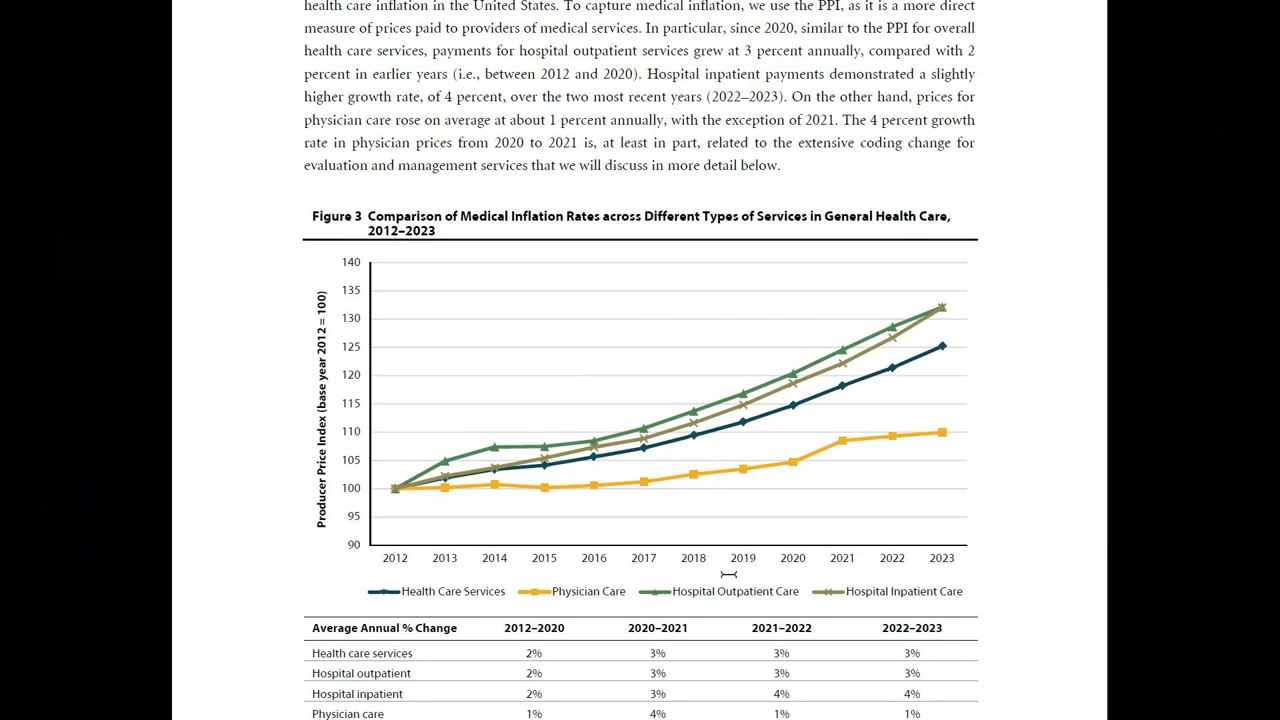 health care inflation in the United States. To capture medical inflation, we use the PPI, as it is a more direct
measure of prices paid to providers of medical services. In particular, since 2020, similar to the PPI for overall
health care services, payments for hospital outpatient services grew at 3 percent annually, compared with 2
percent in earlier years (i.e., between 2012 and 2020). Hospital inpatient payments demonstrated a slightly
higher growth rate, of 4 percent, over the two most recent years (2022–2023). On the other hand, prices for
physician care rose on average at about 1 percent annually, with the exception of 2021. The 4 percent growth
rate in physician prices from 2020 to 2021 is, at least in part, related to the extensive coding change for
evaluation and management services that we will discuss in more detail below.
Figure 3 Comparison of Medical Inflation Rates across Different Types of Services in General Health Care,
2012–2023
Producer Price Index (base year 2012 = 100)
140
135
130
125
120
115
110
105
100
95
90
2012 2013 2014 2015 2016 2017 2018 2019 2020 2021 2022 2023
Health Care Services Physician Care Hospital Outpatient Care Hospital Inpatient Care
Average Annual % Change 2012–2020 2020–2021 2021–2022 2022–2023
Health care services 2% 3% 3% 3%
Hospital outpatient 2% 3% 3% 3%
Hospital inpatient 2% 3% 4% 4%
Physician care 1% 4% 1% 1%